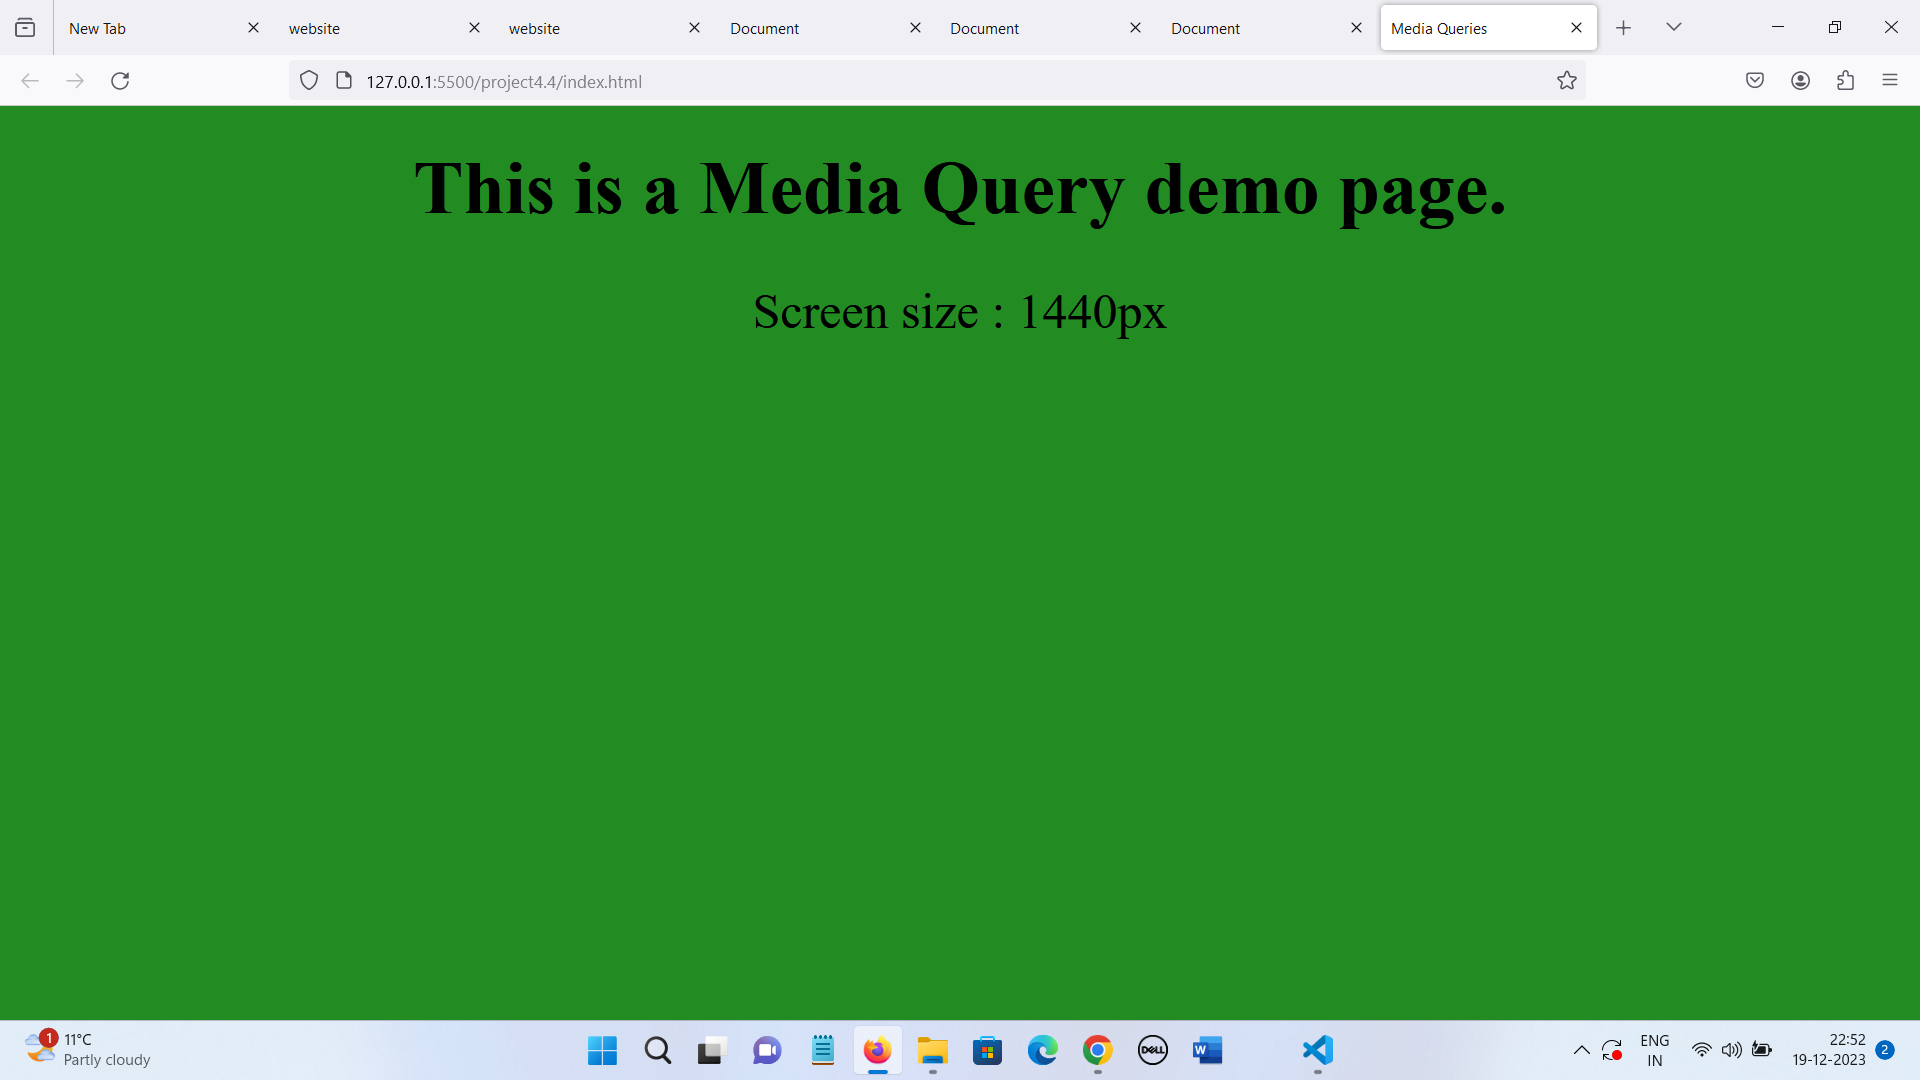 New Tab
website
website
Document
Document
Document
Media Queries
127.0.0.1:5500/project4.4/index.html
This is a Media Query demo page.
Screen size : 1440px
1
11°C
Partly cloudy
DELL
W
ENG
IN
22:52
19-12-2023
2